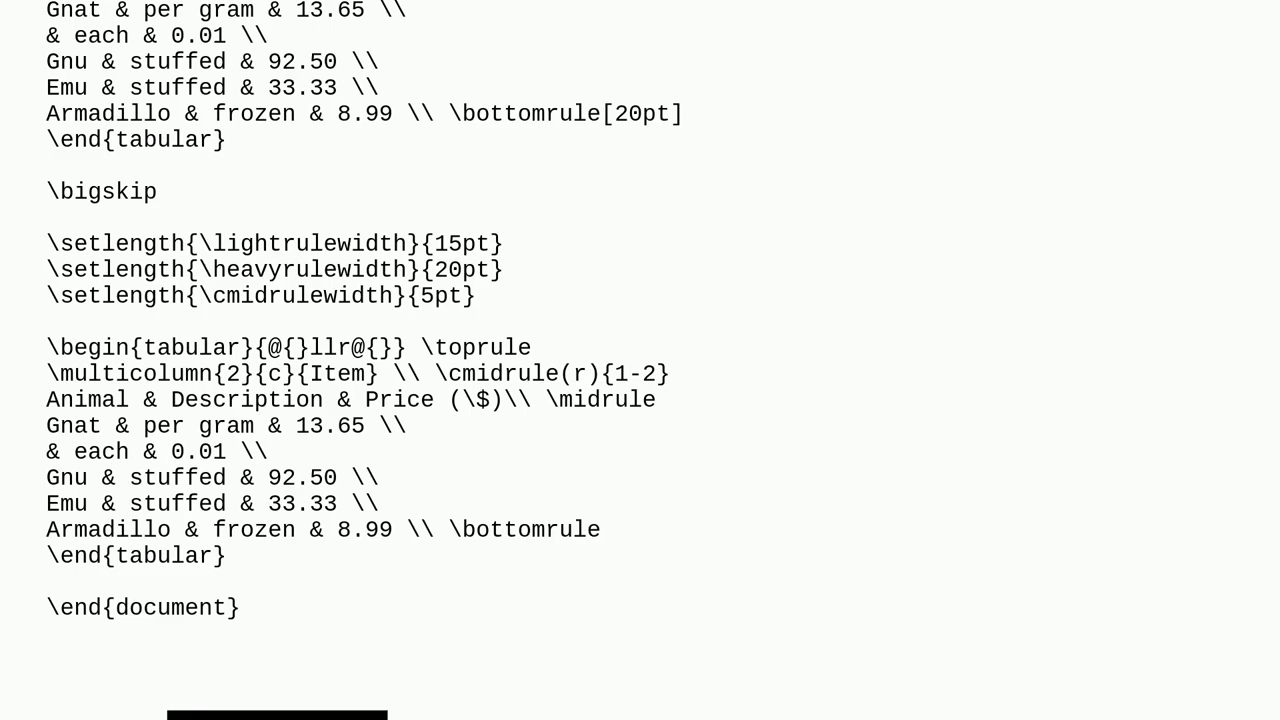 Gnat & per gram & 13.65 \\
& each & 0.01 \\
Gnu & stuffed & 92.50 \\
Emu & stuffed & 33.33 \\
Armadillo & frozen & 8.99 \\ \bottomrule[20pt]
\end{tabular}
\bigskip
\setlength{\lightrulewidth}{15pt}
\setlength{\heavyrulewidth}{20pt}
\setlength{\cmidrulewidth}{5pt}
\begin{tabular}{@{}llr@{}} \toprule
\multicolumn{2}{c}{Item} \\ \cmidrule(r){1-2}
Animal & Description & Price (\$)\\ \midrule
Gnat & per gram & 13.65 \\
& each & 0.01 \\
Gnu & stuffed & 92.50 \\
Emu & stuffed & 33.33 \\
Armadillo & frozen & 8.99 \\ \bottomrule
\end{tabular}
\end{document}